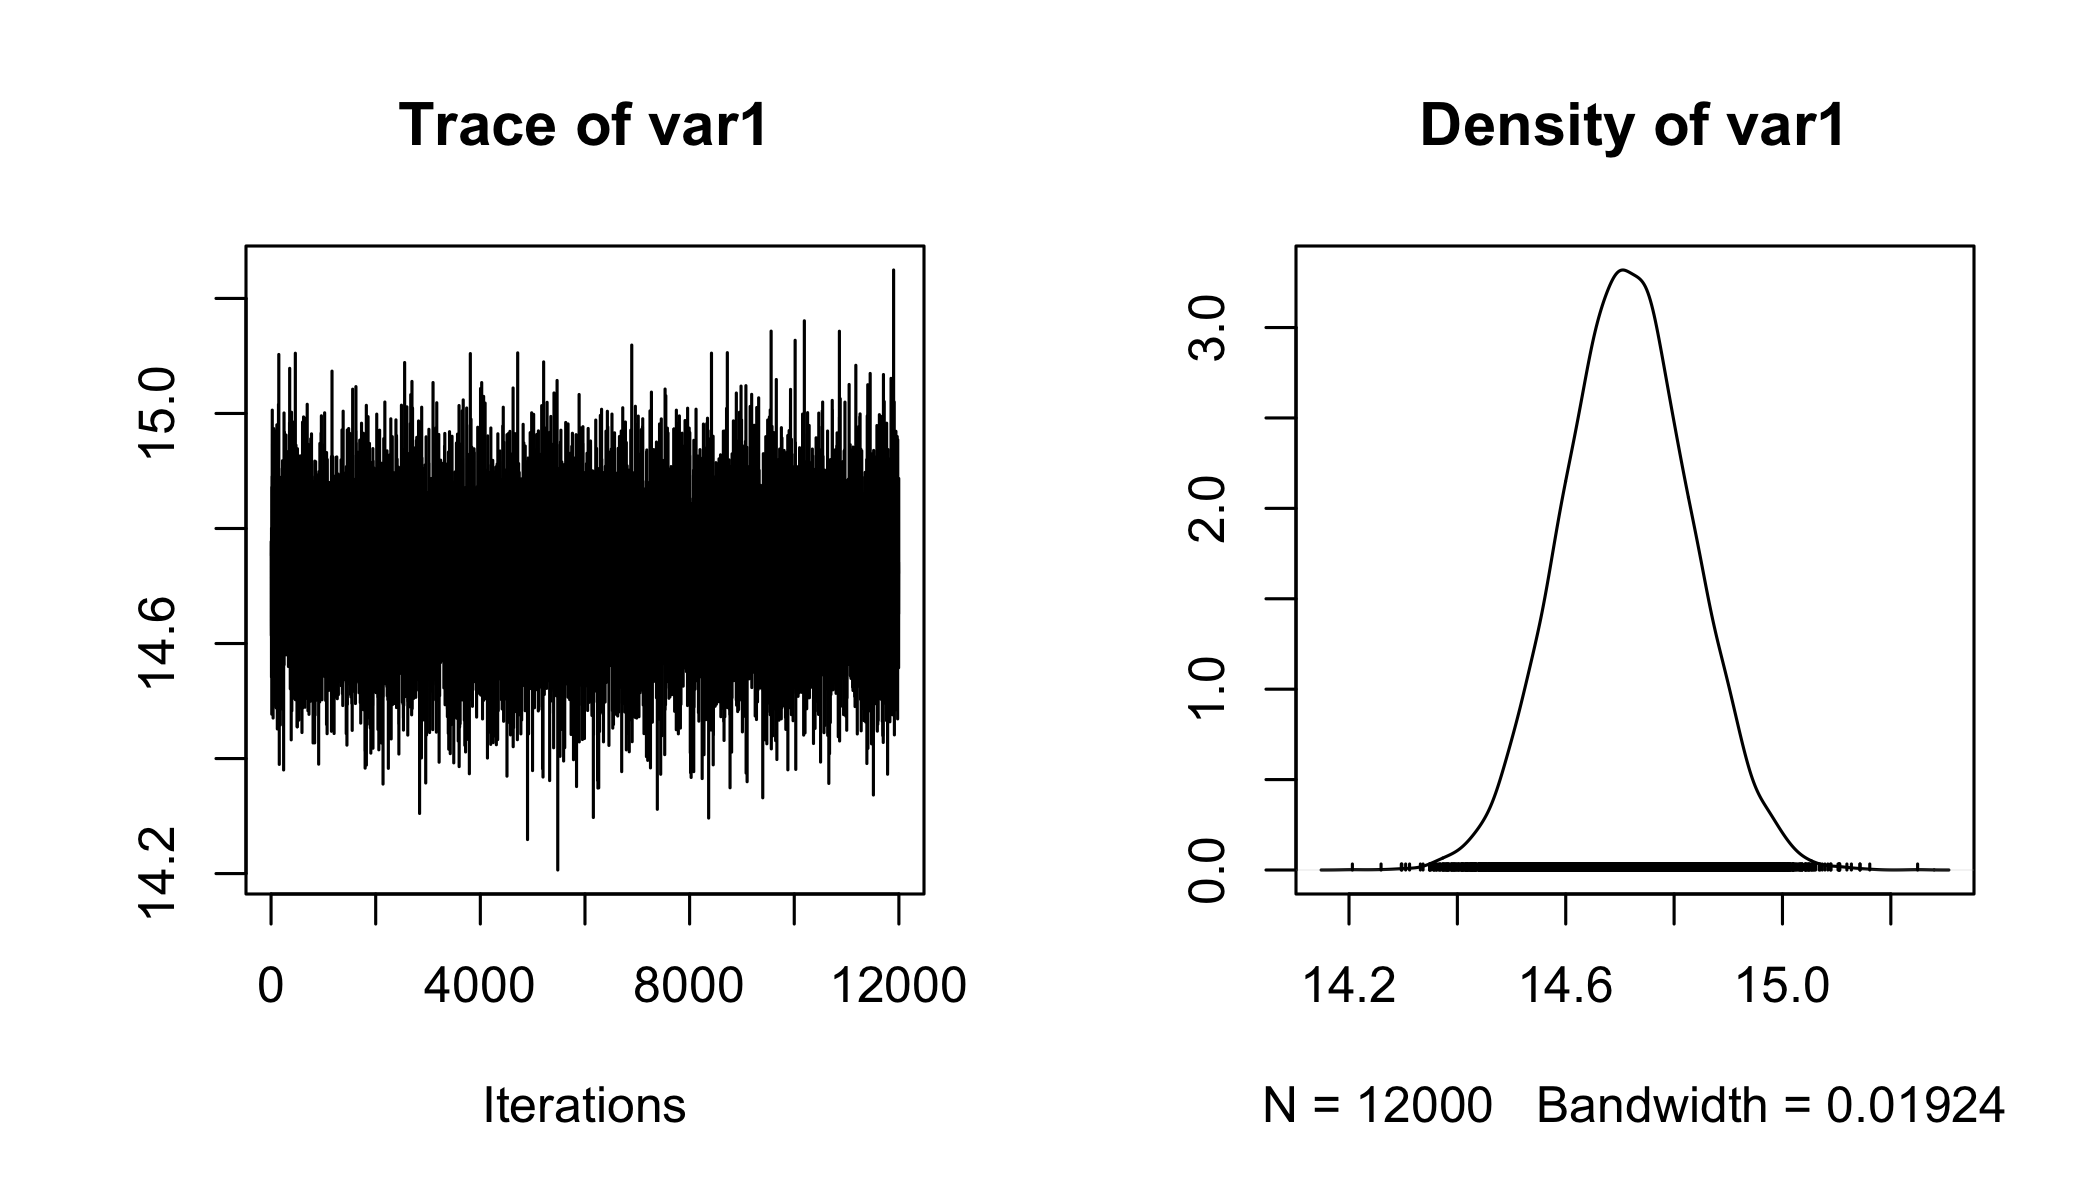 Trace of var1
15.0
14.6
14.2
0 4000 8000 12000
Iterations
Density of var1
3.0
2.0
1.0
0.0
14.2 14.6 15.0
N = 12000 Bandwidth = 0.01924